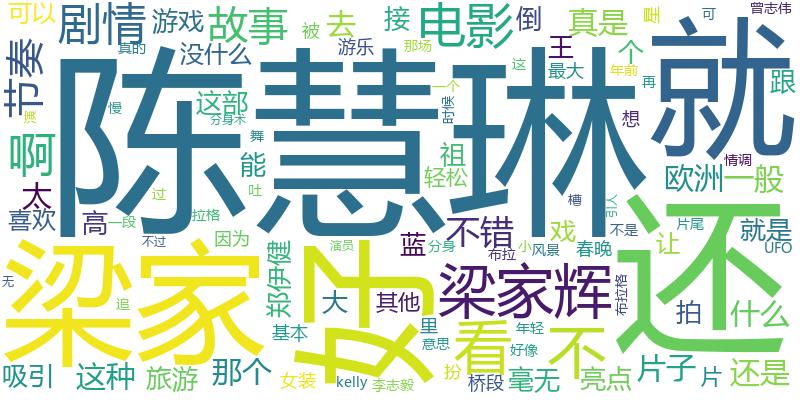 可以 剧情 游戏 故事 被 去 接 电影 倒 真是 星 可 曾志伟
真的 没什么 游乐 那场 王 个 年前 跟
节奏 陈慧琳 就
演 慢 这部 分身术 一个 这 最大 再
啊 舞 能 时候 祖 想 情调
太 吐 轻松 槽 引人 欧洲 一般
喜欢 高 一段 过 拉格 不错 戏 不是 片尾 就是
因为 蓝 分身 小 让 UFO
无 不过 郑伊健 演员 布拉 风景 春晚
梁家 好 梁家辉 还
追 大 其他 布拉格 拍 什么
基本 里 年轻 看 不
吸引 这种 旅游 那个 意思 好像 片子 片 还是
女装 kelly 李志毅 扮 桥段 毫无 亮点